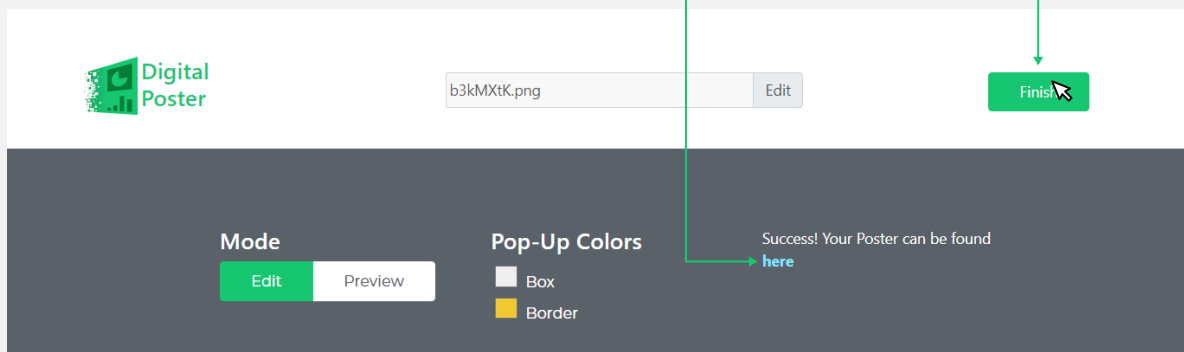 Digital
Poster
b3kMXtK.png
Edit
Finish
Mode
Edit
Preview
Pop-Up Colors
Box
Border
Success! Your Poster can be found
here